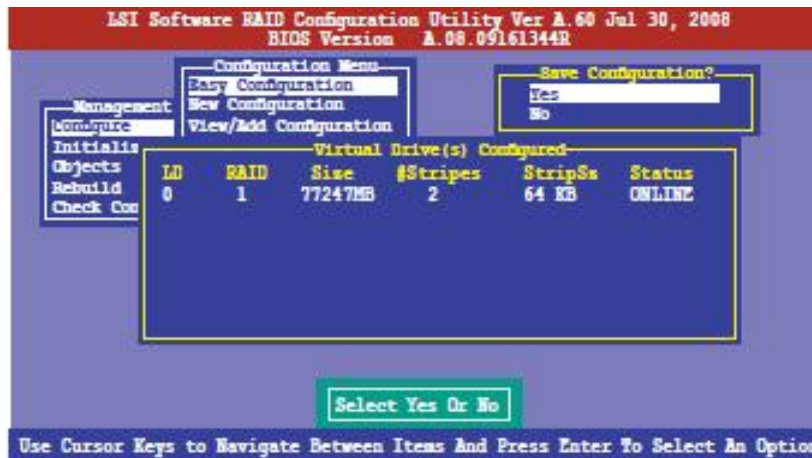 LSI Software RAID Configuration Utility Ver A.60 Jul 30, 2008
BIOS Version A.08.09161344R
Configuration Menu
Easy Configuration
New Configuration
View/Add Configuration
Save Configuration?
Yes
No
Management
Configure
Initialis
Objects
Rebuild
Check Con
Virtual Drive(s) Configured
LD RAID Size #Stripes StripSz Status
0 1 77247MB 2 64 KB ONLINE
Select Yes Or No
Use Cursor Keys to Navigate Between Items And Press Enter To Select An Option